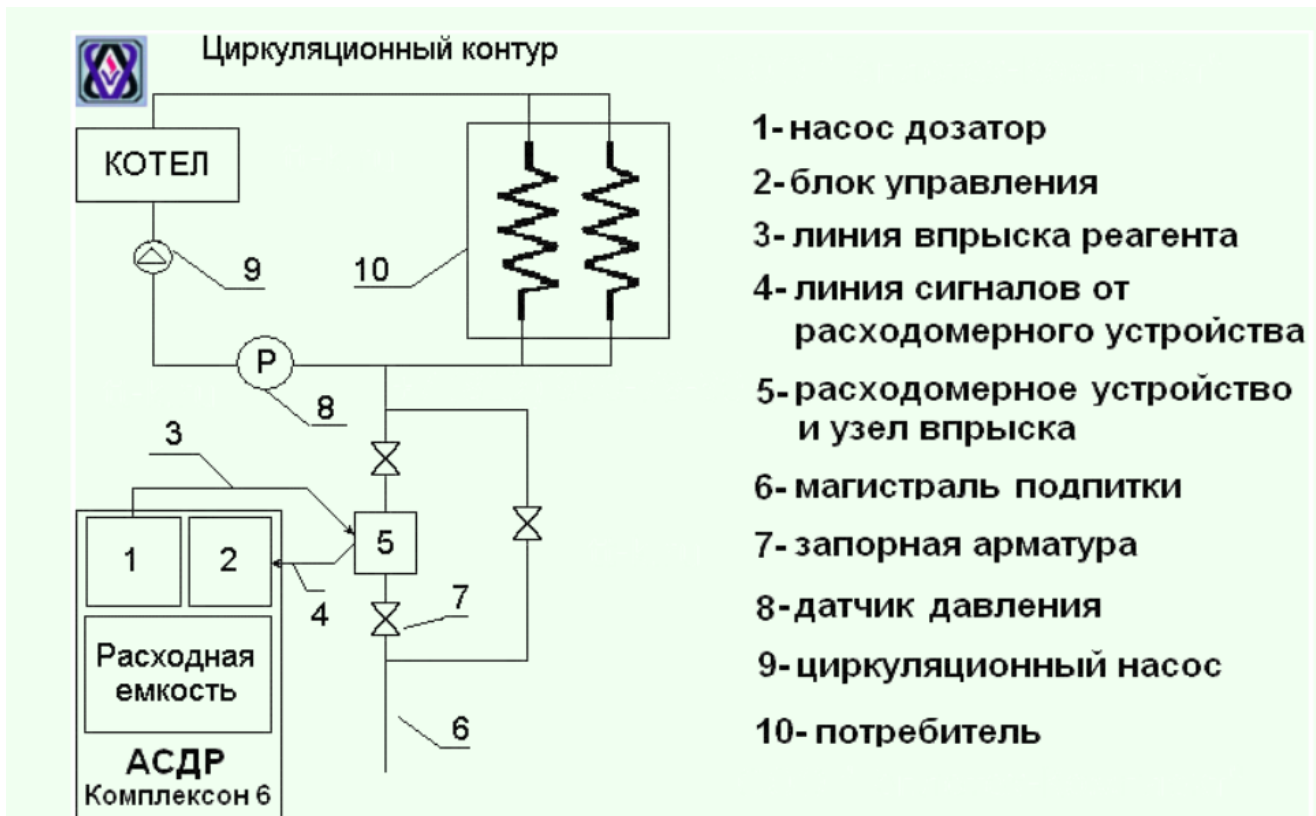 Циркуляционный контур
КОТЕЛ
9
10
P
8
3
1
2
5
4
7
Расходная
емкость
6
АСДР
Комплексон 6
1- насос дозатор
2- блок управления
3- линия впрыска реагента
4- линия сигналов от
расходомерного устройства
5- расходомерное устройство
и узел впрыска
6- магистраль подпитки
7- запорная арматура
8- датчик давления
9- циркуляционный насос
10- потребитель